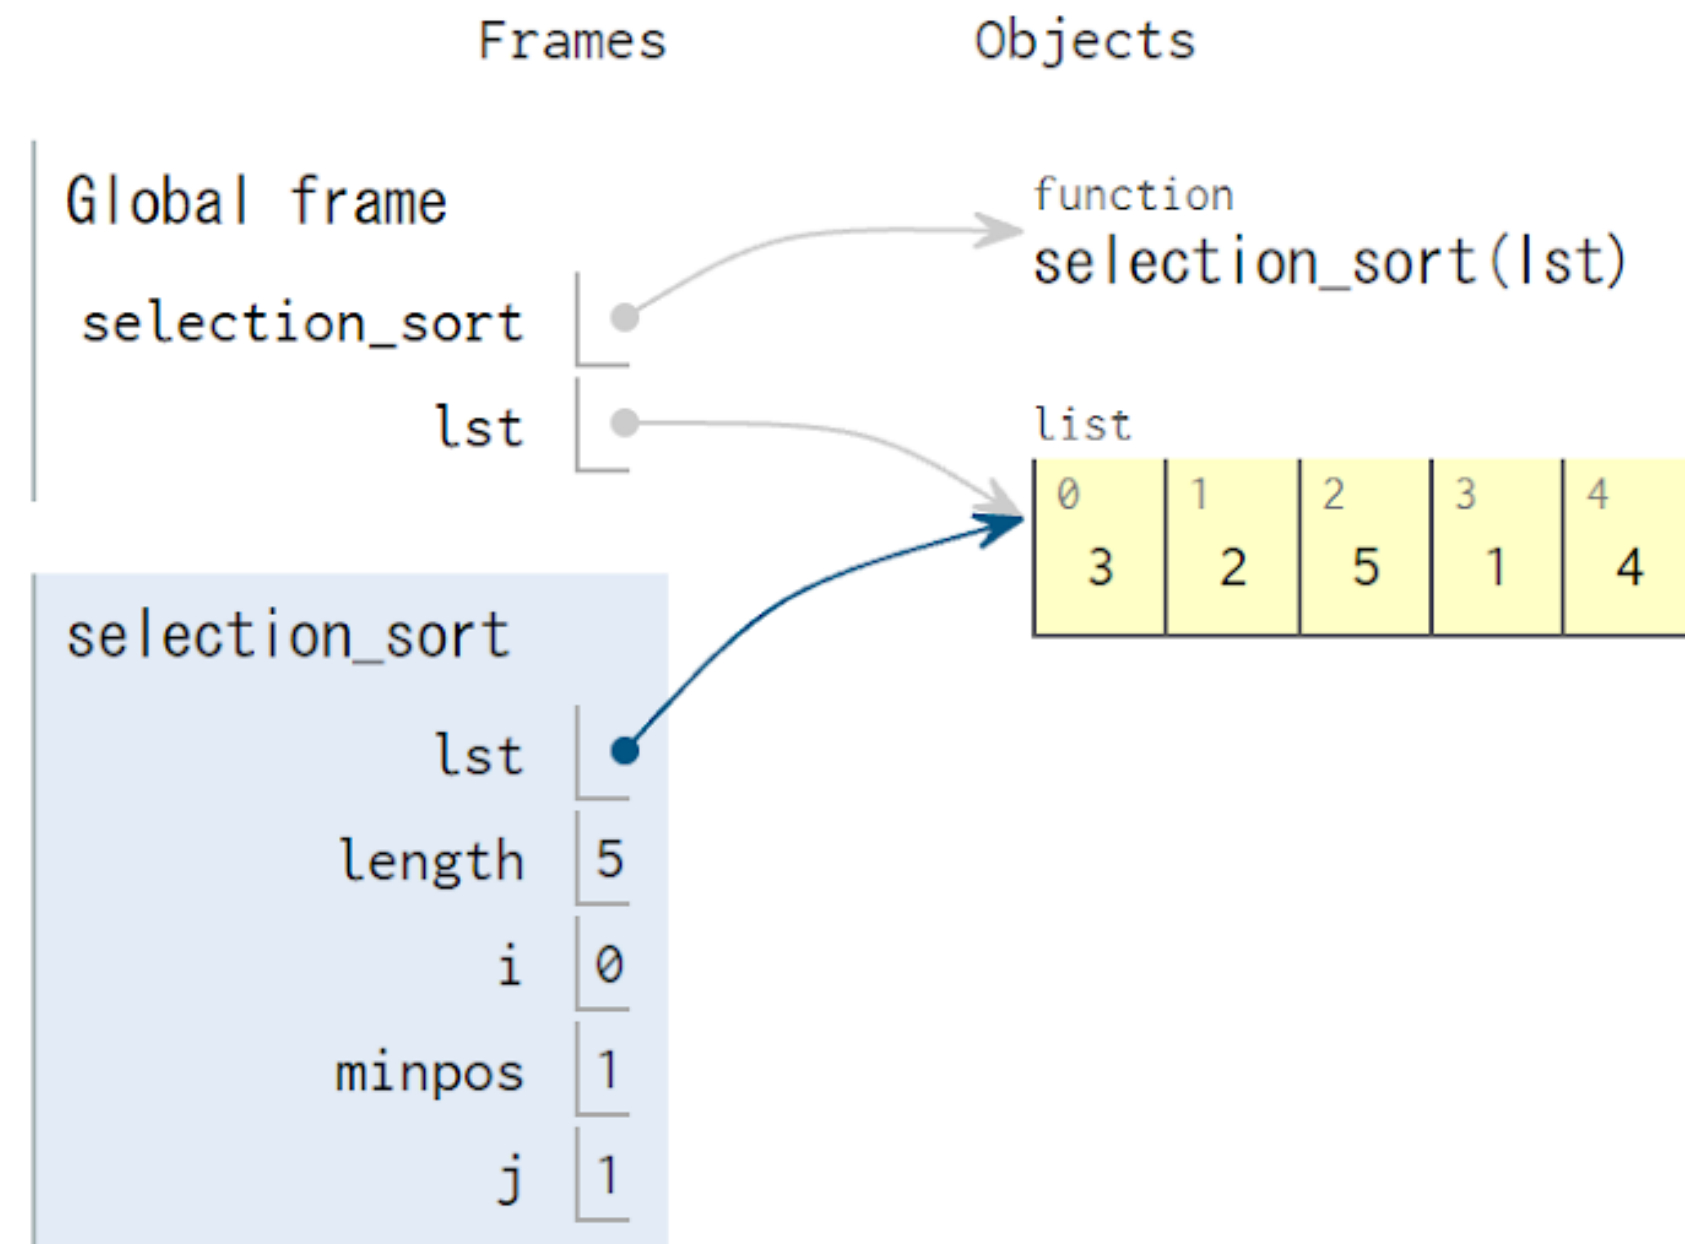 Frames
Objects
Global frame
selection_sort
lst
function
selection_sort(lst)
list
0 1 2 3 4
3 2 5 1 4
selection_sort
lst
length 5
i 0
minpos 1
j 1